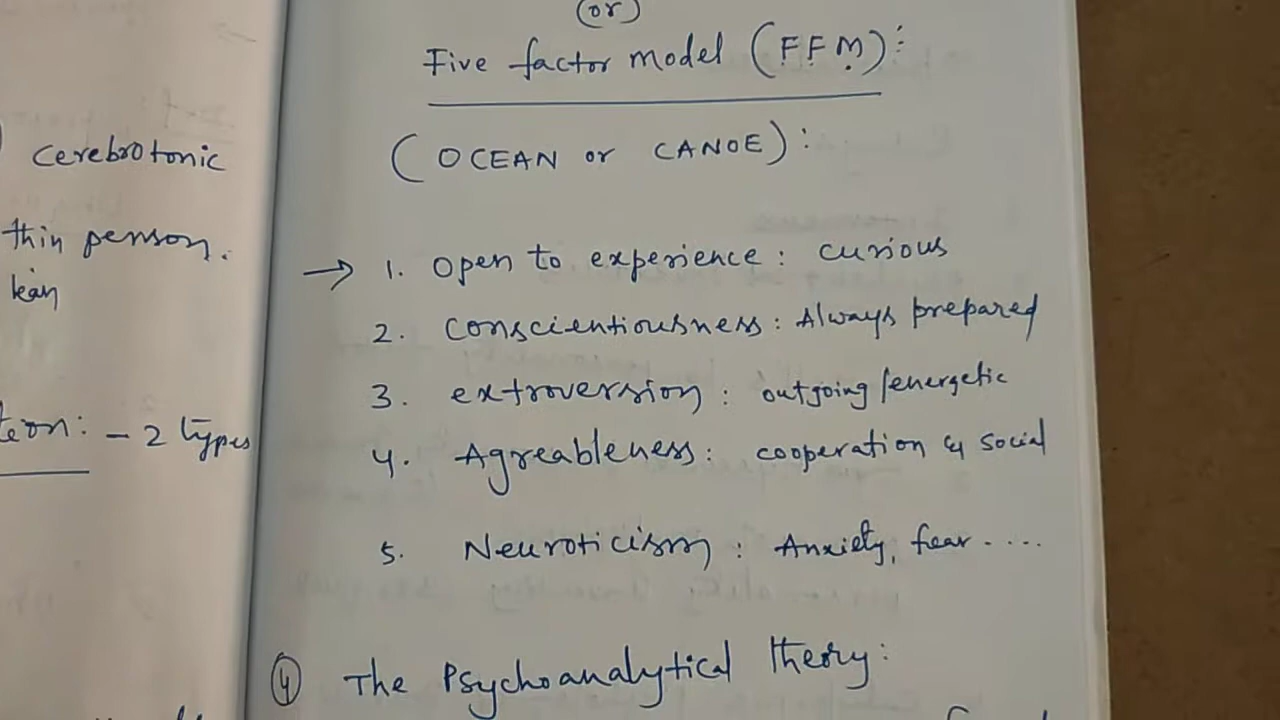 cerebrotonic
thin person.
- 2 types
(or)
Five factor model (FFM):
(OCEAN or CANOE):
→ 1. Open to experience: curious
2. Conscientiousness: Always prepared
3. extroversion: outgoing/energetic
4. Agreableness: cooperation & social
5. Neuroticism: Anxiety, fear ....
④ The Psychoanalytical theory: